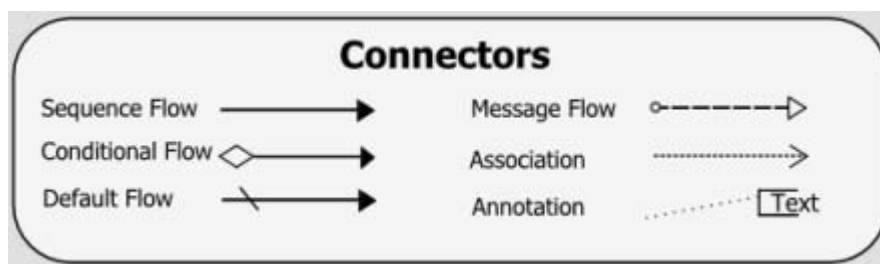 Connectors
Sequence Flow
Conditional Flow
Default Flow
Message Flow
Association
Annotation
Text